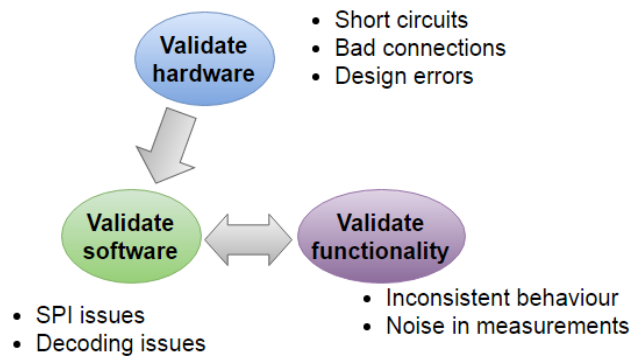 Validate
hardware
• Short circuits
• Bad connections
• Design errors
Validate
software
Validate
functionality
• SPI issues
• Decoding issues
• Inconsistent behaviour
• Noise in measurements